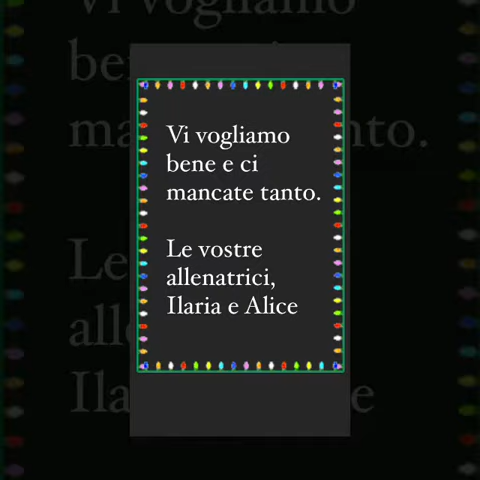 Vi vogliamo
bene e ci
mancate tanto.
Le vostre
allenatrici,
Ilaria e Alice